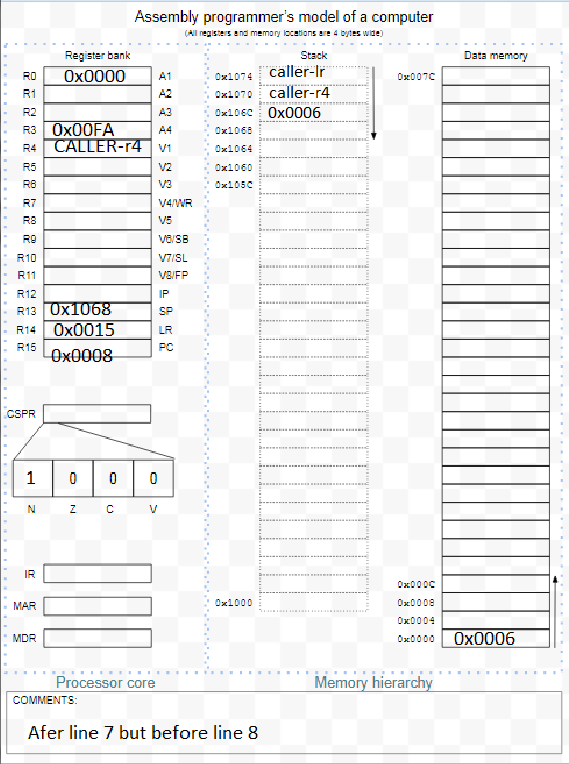 Assembly programmer's model of a computer
(All registers and memory locations are 4 bytes wide)
Register bank
Stack
Data memory
R0 0x0000 A1
R1 A2
R2 A3
R3 0x00FA A4
R4 CALLER-r4 V1
R5 V2
R6 V3
R7 V4/WR
R8 V5
R9 V6/SB
R10 V7/SL
R11 V8/FP
R12 IP
R13 0x1068 SP
R14 0x0015 LR
R15 0x0008 PC
CSPR
1 0 0 0
N Z C V
IR
MAR
MDR
0x1074 caller-lr
0x1070 caller-r4
0x106C 0x0006
0x1068
0x1064
0x1060
0x105C
0x1000
0x007C
0x000C
0x0008
0x0004
0x0000 0x0006
Processor core
Memory hierarchy
COMMENTS:
Afer line 7 but before line 8